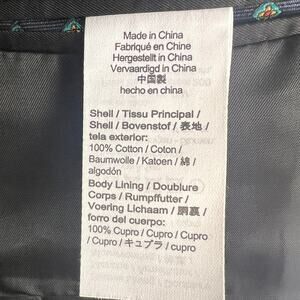 Made in China
Fabriqué en Chine
Hergestellt in China
Vervaardigd in China
中国製
hecho en china
Shell / Tissu Principal /
Shell / Bovenstof / 表地 /
tela exterior:
100% Cotton / Coton /
Baumwolle / Katoen / 綿 /
algodón
Body Lining / Doublure
Corps / Rumpffutter /
Voering Lichaam / 胴裏 /
forro del cuerpo:
100% Cupro / Cupro / Cupro
/ Cupro / キュプラ / cupro